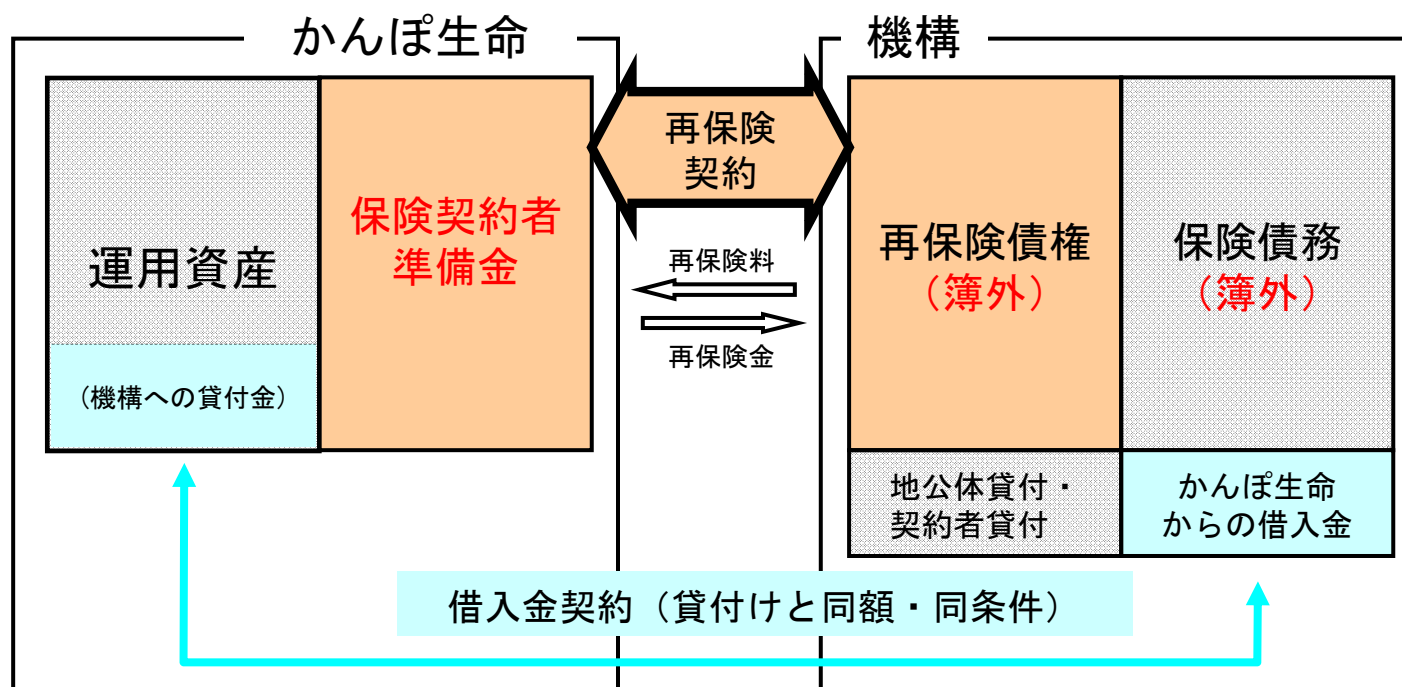 かんぽ生命
機構
運用資産
(機構への貸付金)
保険契約者
準備金
再保険
契約
再保険料
再保険金
再保険債権
（簿外）
保険債務
（簿外）
地公体貸付・
契約者貸付
かんぽ生命
からの借入金
借入金契約（貸付けと同額・同条件）